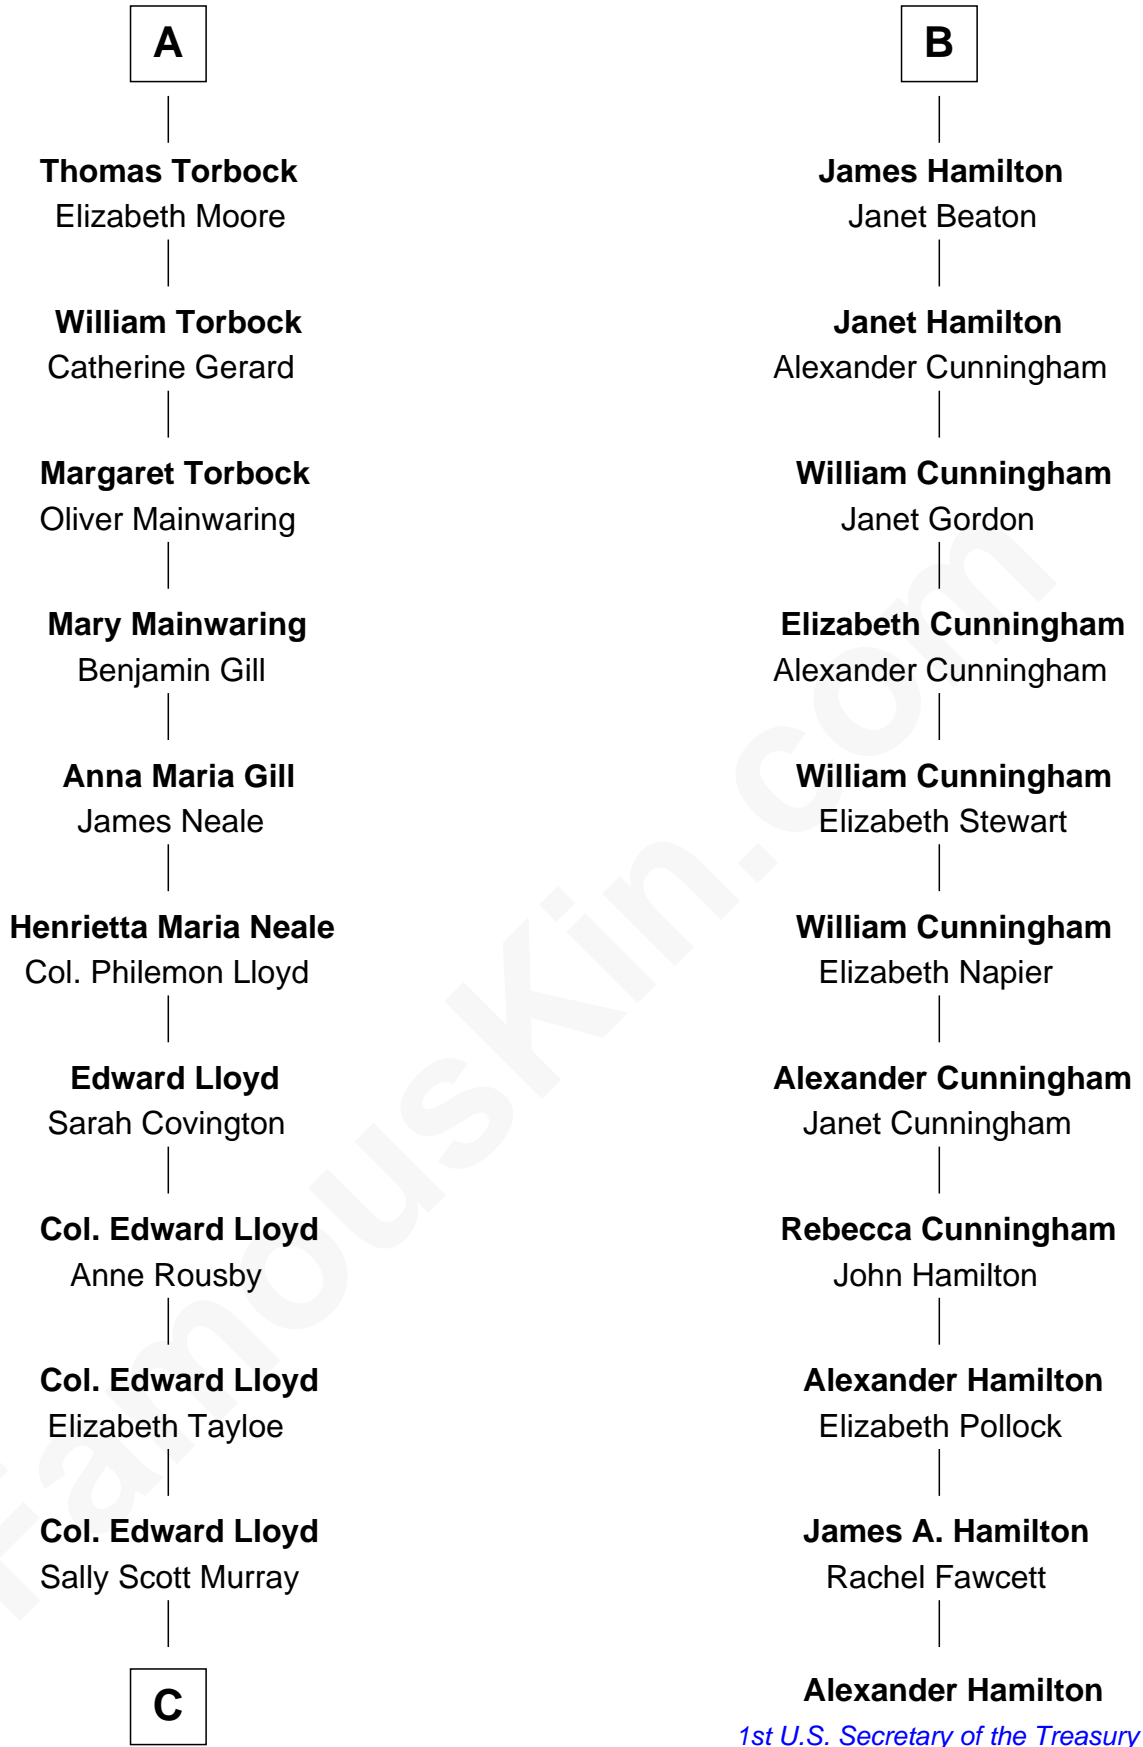 A
Thomas Torbock
Elizabeth Moore
William Torbock
Catherine Gerard
Margaret Torbock
Oliver Mainwaring
Mary Mainwaring
Benjamin Gill
Anna Maria Gill
James Neale
Henrietta Maria Neale
Col. Philemon Lloyd
Edward Lloyd
Sarah Covington
Col. Edward Lloyd
Anne Rousby
Col. Edward Lloyd
Elizabeth Tayloe
Col. Edward Lloyd
Sally Scott Murray
C
B
James Hamilton
Janet Beaton
Janet Hamilton
Alexander Cunningham
William Cunningham
Janet Gordon
Elizabeth Cunningham
Alexander Cunningham
William Cunningham
Elizabeth Stewart
William Cunningham
Elizabeth Napier
Alexander Cunningham
Janet Cunningham
Rebecca Cunningham
John Hamilton
Alexander Hamilton
Elizabeth Pollock
James A. Hamilton
Rachel Fawcett
Alexander Hamilton
1st U.S. Secretary of the Treasury
FamousKin.com